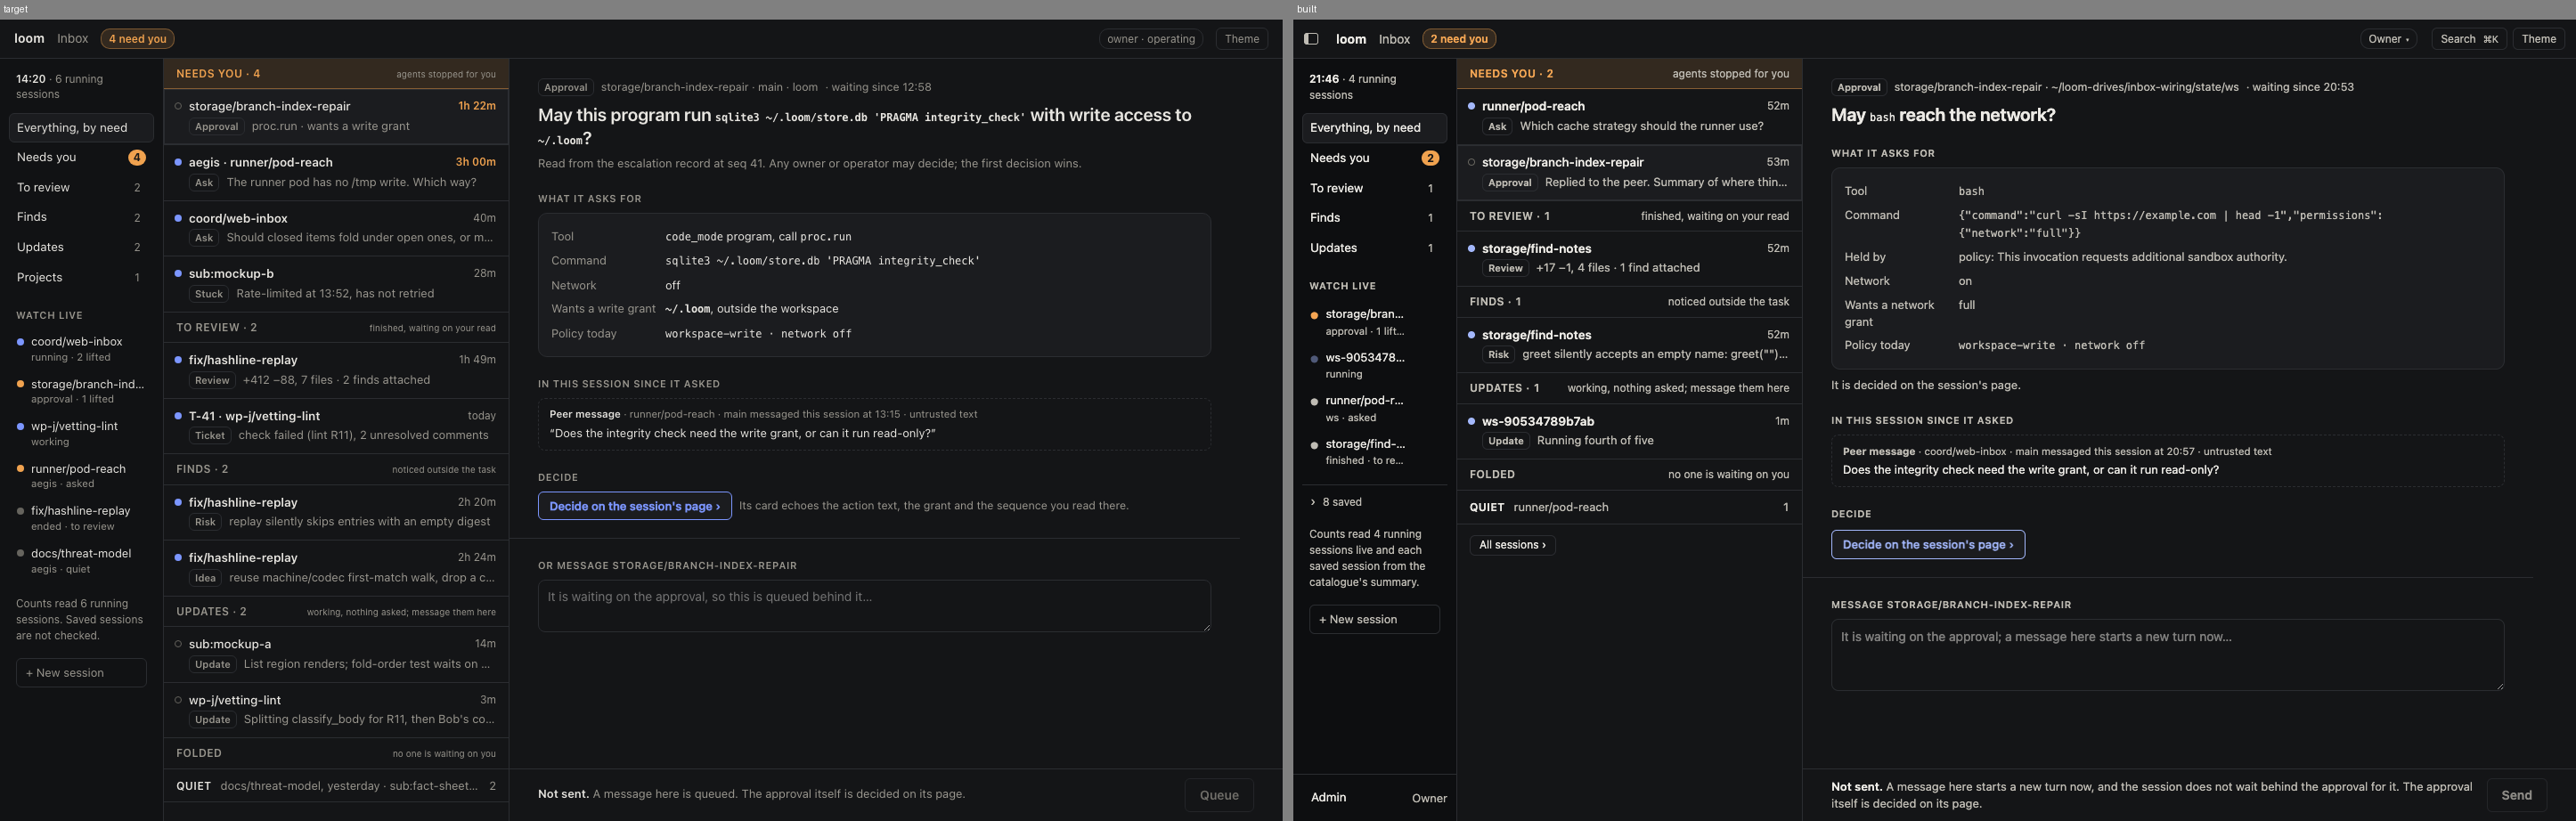 target
loom Inbox 4 need you
owner · operating Theme
14:20 · 6 running
sessions
Everything, by need
Needs you 4
To review 2
Finds 2
Updates 2
Projects 1
WATCH LIVE
coord/web-inbox
running · 2 lifted
storage/branch-ind...
approval · 1 lifted
wp-j/vetting-lint
working
runner/pod-reach
aegis · asked
fix/hashline-replay
ended · to review
docs/threat-model
aegis · quiet
Counts read 6 running
sessions. Saved sessions
are not checked.
+ New session
NEEDS YOU · 4 agents stopped for you
storage/branch-index-repair 1h 22m
Approval proc.run · wants a write grant
aegis · runner/pod-reach 3h 00m
Ask The runner pod has no /tmp write. Which way?
coord/web-inbox 40m
Ask Should closed items fold under open ones, or m...
sub:mockup-b 28m
Stuck Rate-limited at 13:52, has not retried
TO REVIEW · 2 finished, waiting on your read
fix/hashline-replay 1h 49m
Review +412 −88, 7 files · 2 finds attached
T-41 · wp-j/vetting-lint today
Ticket check failed (lint R11), 2 unresolved comments
FINDS · 2 noticed outside the task
fix/hashline-replay 2h 20m
Risk replay silently skips entries with an empty digest
fix/hashline-replay 2h 24m
Idea reuse machine/codec first-match walk, drop a c...
UPDATES · 2 working, nothing asked; message them here
sub:mockup-a 14m
Update List region renders; fold-order test waits on ...
wp-j/vetting-lint 3m
Update Splitting classify_body for R11, then Bob's co...
FOLDED no one is waiting on you
QUIET docs/threat-model, yesterday · sub:fact-sheet... 2
Approval storage/branch-index-repair · main · loom · waiting since 12:58
May this program run sqlite3 ~/.loom/store.db 'PRAGMA integrity_check' with write access to
~/.loom?
Read from the escalation record at seq 41. Any owner or operator may decide; the first decision wins.
WHAT IT ASKS FOR
Tool code_mode program, call proc.run
Command sqlite3 ~/.loom/store.db 'PRAGMA integrity_check'
Network off
Wants a write grant ~/.loom, outside the workspace
Policy today workspace-write · network off
IN THIS SESSION SINCE IT ASKED
Peer message · runner/pod-reach · main messaged this session at 13:15 · untrusted text
“Does the integrity check need the write grant, or can it run read-only?”
DECIDE
Decide on the session's page › Its card echoes the action text, the grant and the sequence you read there.
OR MESSAGE STORAGE/BRANCH-INDEX-REPAIR
It is waiting on the approval, so this is queued behind it...
Not sent. A message here is queued. The approval itself is decided on its page. Queue
built
loom Inbox 2 need you
Owner Search ⌘K Theme
21:46 · 4 running
sessions
Everything, by need
Needs you 2
To review 1
Finds 1
Updates 1
WATCH LIVE
storage/bran...
approval · 1 lift...
ws-9053478...
running
runner/pod-r...
ws · asked
storage/find-...
finished · to re...
› 8 saved
Counts read 4 running
sessions live and each
saved session from the
catalogue's summary.
+ New session
Admin Owner
NEEDS YOU · 2 agents stopped for you
runner/pod-reach 52m
Ask Which cache strategy should the runner use?
storage/branch-index-repair 53m
Approval Replied to the peer. Summary of where thin...
TO REVIEW · 1 finished, waiting on your read
storage/find-notes 52m
Review +17 −1, 4 files · 1 find attached
FINDS · 1 noticed outside the task
storage/find-notes 52m
Risk greet silently accepts an empty name: greet("")...
UPDATES · 1 working, nothing asked; message them here
ws-90534789b7ab 1m
Update Running fourth of five
FOLDED no one is waiting on you
QUIET runner/pod-reach 1
All sessions ›
Approval storage/branch-index-repair · ~/loom-drives/inbox-wiring/state/ws · waiting since 20:53
May bash reach the network?
WHAT IT ASKS FOR
Tool bash
Command {"command":"curl -sI https://example.com | head -1","permissions":
{"network":"full"}}
Held by policy: This invocation requests additional sandbox authority.
Network on
Wants a network full
grant
Policy today workspace-write · network off
It is decided on the session's page.
IN THIS SESSION SINCE IT ASKED
Peer message · coord/web-inbox · main messaged this session at 20:57 · untrusted text
Does the integrity check need the write grant, or can it run read-only?
DECIDE
Decide on the session's page ›
MESSAGE STORAGE/BRANCH-INDEX-REPAIR
It is waiting on the approval; a message here starts a new turn now...
Not sent. A message here starts a new turn now, and the session does not wait behind the approval for it. The approval
itself is decided on its page.
Send